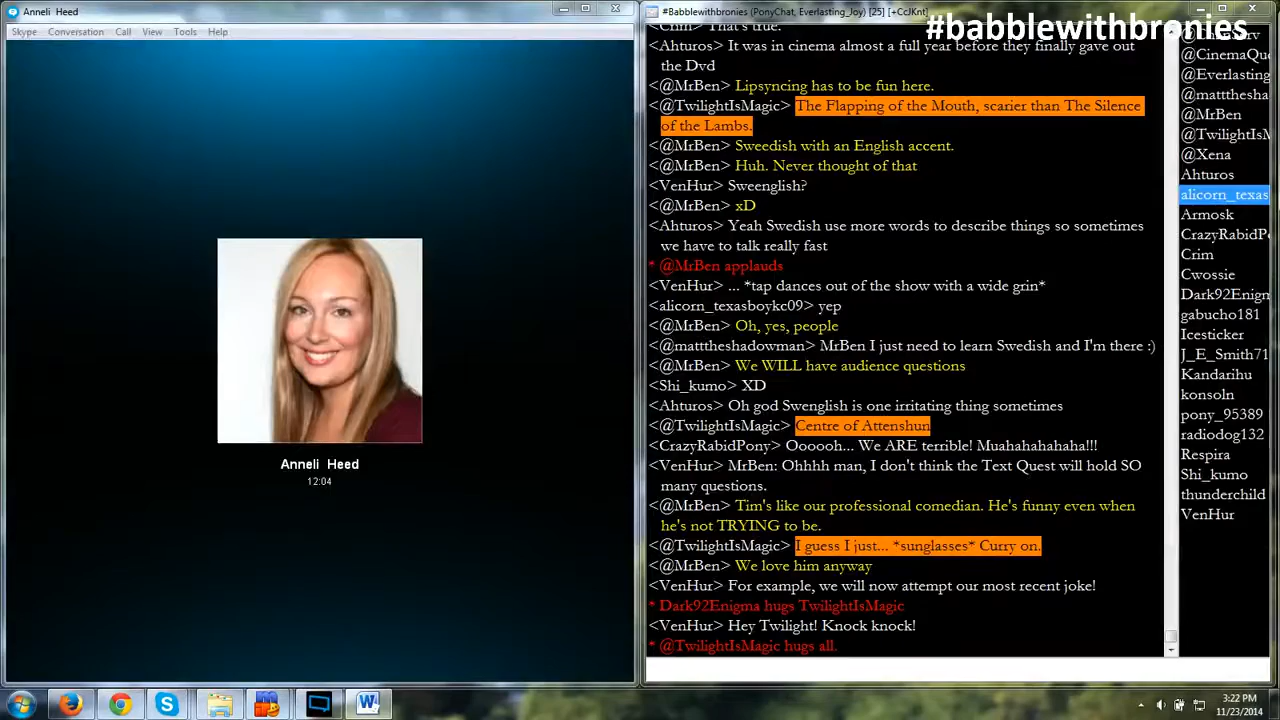 Anneli Heed
Skype Conversation Call View Tools Help
Anneli Heed
12:04
#Babblewithbronies (PonyChat, Everlasting_Joy) [25] [+CcJKnt]
#babblewithbronies
<Crim> That's true.
<Ahturos> It was in cinema almost a full year before they finally gave out
the Dvd
<@MrBen> Lipsyncing has to be fun here.
<@TwilightIsMagic> The Flapping of the Mouth, scarier than The Silence
of the Lambs.
<@MrBen> Sweedish with an English accent.
<@MrBen> Huh. Never thought of that
<VenHur> Sweenglish?
<@MrBen> xD
<Ahturos> Yeah Swedish use more words to describe things so sometimes
we have to talk really fast
* @MrBen applauds
<VenHur> ... *tap dances out of the show with a wide grin*
<alicorn_texasboykc09> yep
<@MrBen> Oh, yes, people
<@matttheshadowman> MrBen I just need to learn Swedish and I'm there :)
<@MrBen> We WILL have audience questions
<Shi_kumo> XD
<Ahturos> Oh god Swenglish is one irritating thing sometimes
<@TwilightIsMagic> Centre of Attenshun
<CrazyRabidPony> Oooooh... We ARE terrible! Muahahahahaha!!!
<VenHur> MrBen: Ohhhh man, I don't think the Text Quest will hold SO
many questions.
<@MrBen> Tim's like our professional comedian. He's funny even when
he's not TRYING to be.
<@TwilightIsMagic> I guess I just... *sunglasses* Curry on.
<@MrBen> We love him anyway
<VenHur> For example, we will now attempt our most recent joke!
* Dark92Enigma hugs TwilightIsMagic
<VenHur> Hey Twilight! Knock knock!
* @TwilightIsMagic hugs all.
@CinemaQu
@Everlasting
@mattthesha
@MrBen
@TwilightIsM
@Xena
Ahturos
alicorn_texas
Armosk
CrazyRabidPo
Crim
Cwossie
Dark92Enigm
gabucho181
Icesticker
J_E_Smith71
Kandarihu
konsoln
pony_95389
radiodog132
Respira
Shi_kumo
thunderchild
VenHur
3:22 PM
11/23/2014